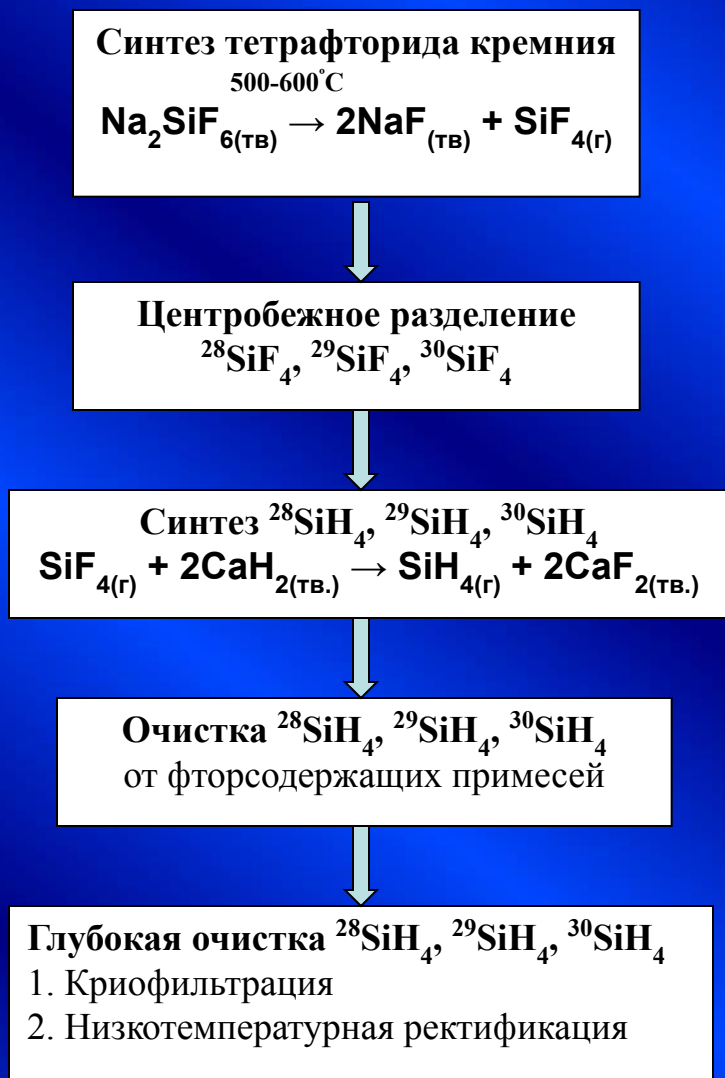 Синтез тетрафторида кремния
500-600°C
Na₂SiF₆(тв) → 2NaF(тв) + SiF₄(г)
Центробежное разделение
²⁸SiF₄, ²⁹SiF₄, ³⁰SiF₄
Синтез ²⁸SiH₄, ²⁹SiH₄, ³⁰SiH₄
SiF₄(г) + 2CaH₂(тв.) → SiH₄(г) + 2CaF₂(тв.)
Очистка ²⁸SiH₄, ²⁹SiH₄, ³⁰SiH₄
от фторсодержащих примесей
Глубокая очистка ²⁸SiH₄, ²⁹SiH₄, ³⁰SiH₄
1. Криофильтрация
2. Низкотемпературная ректификация